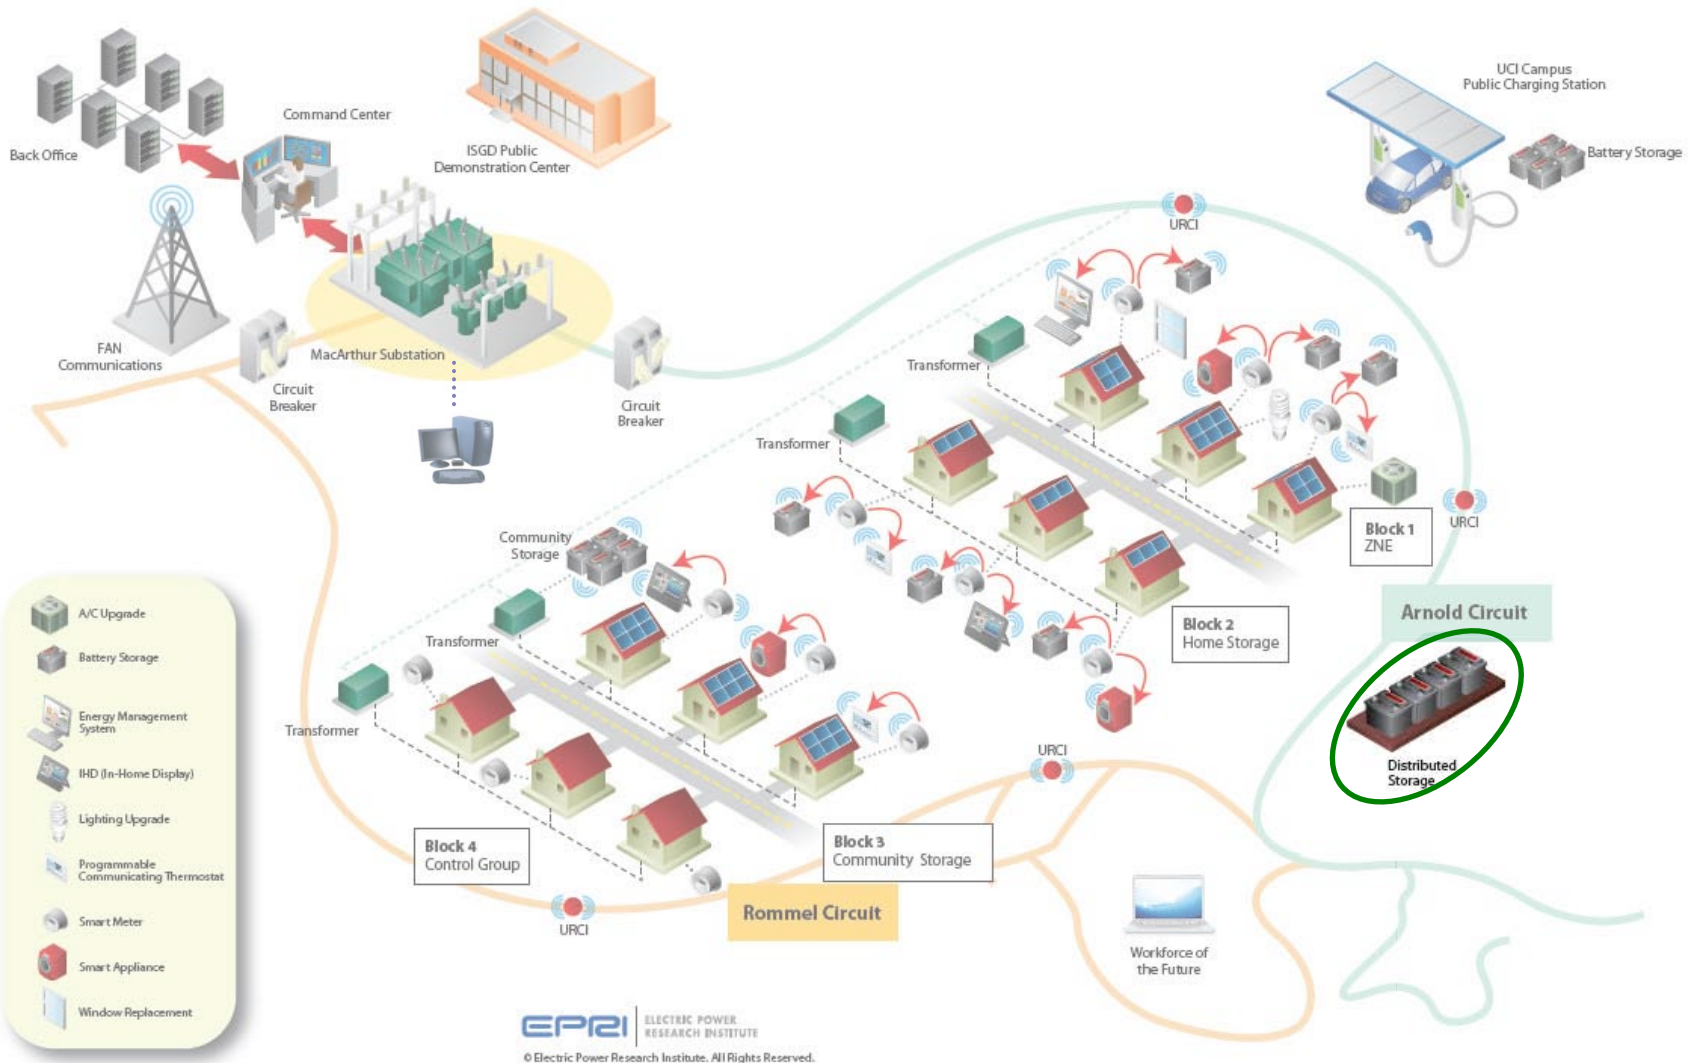 Back Office
Command Center
ISGD Public
Demonstration Center
UCI Campus
Public Charging Station
Battery Storage
FAN
Communications
Circuit
Breaker
MacArthur Substation
Circuit
Breaker
URCI
Transformer
Transformer
URCI
Block 1
ZNE
Community
Storage
Block 2
Home Storage
Arnold Circuit
Transformer
Transformer
URCI
Distributed
Storage
Block 4
Control Group
Block 3
Community Storage
Rommel Circuit
URCI
Workforce of
the Future
A/C Upgrade
Battery Storage
Energy Management
System
IHD (In-Home Display)
Lighting Upgrade
Programmable
Communicating Thermostat
Smart Meter
Smart Appliance
Window Replacement
EPRI
ELECTRIC POWER
RESEARCH INSTITUTE
© Electric Power Research Institute. All Rights Reserved.